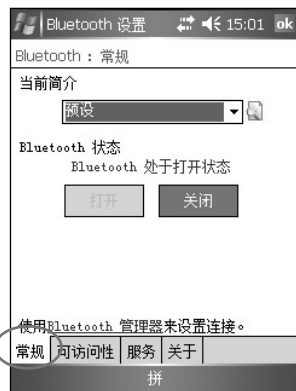 Bluetooth 设置 15:01 ok
Bluetooth : 常规
当前简介
预设
Bluetooth 状态
Bluetooth 处于打开状态
打开 关闭
使用Bluetooth 管理器来设置连接。
常规 可访问性 服务 关于
拼